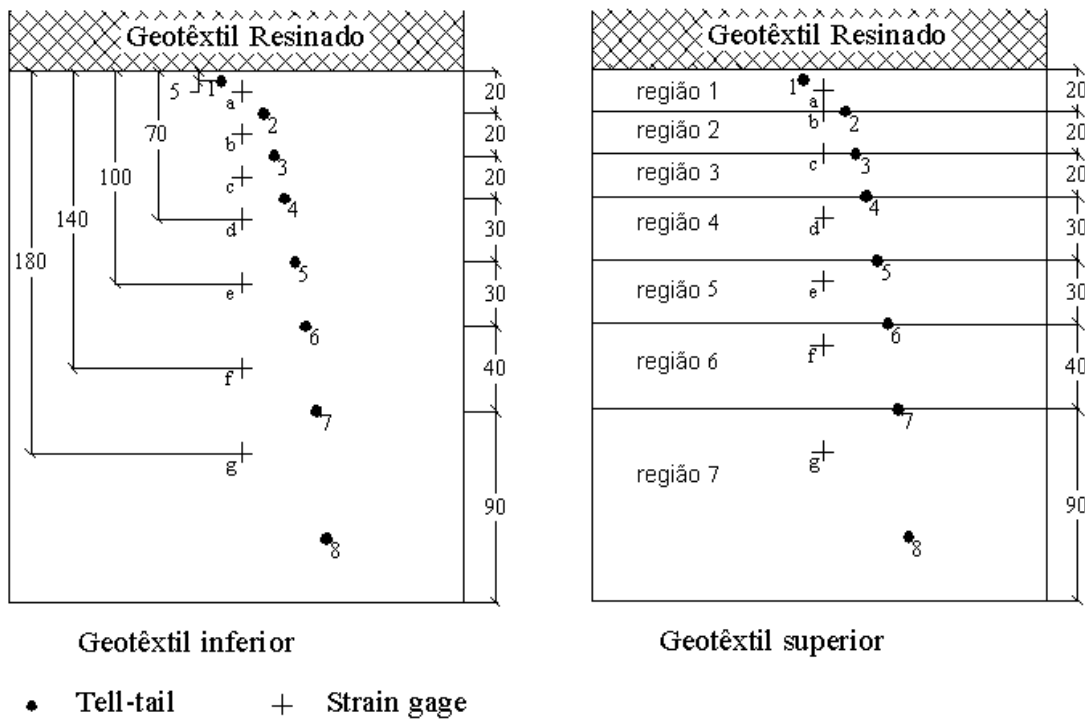 Geotêxtil Resinado
5
1
a
2
b
3
c
4
d
5
e
6
f
7
g
8
70
100
140
180
20
20
20
30
30
40
90
Geotêxtil inferior
Geotêxtil Resinado
região 1
região 2
região 3
região 4
região 5
região 6
região 7
1
a
b
2
c
3
4
d
5
e
6
f
7
g
8
20
20
20
30
30
40
90
Geotêxtil superior
Tell-tail
Strain gage